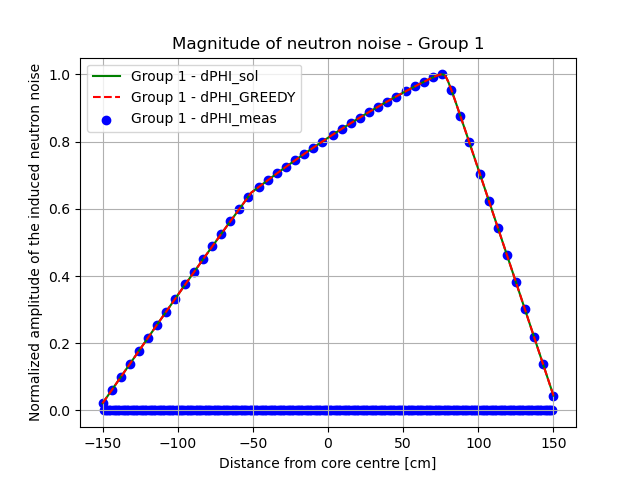 Magnitude of neutron noise - Group 1
Normalized amplitude of the induced neutron noise
1.0
0.8
0.6
0.4
0.2
0.0
Group 1 - dPHI_sol
Group 1 - dPHI_GREEDY
Group 1 - dPHI_meas
−150 −100 −50 0 50 100 150
Distance from core centre [cm]